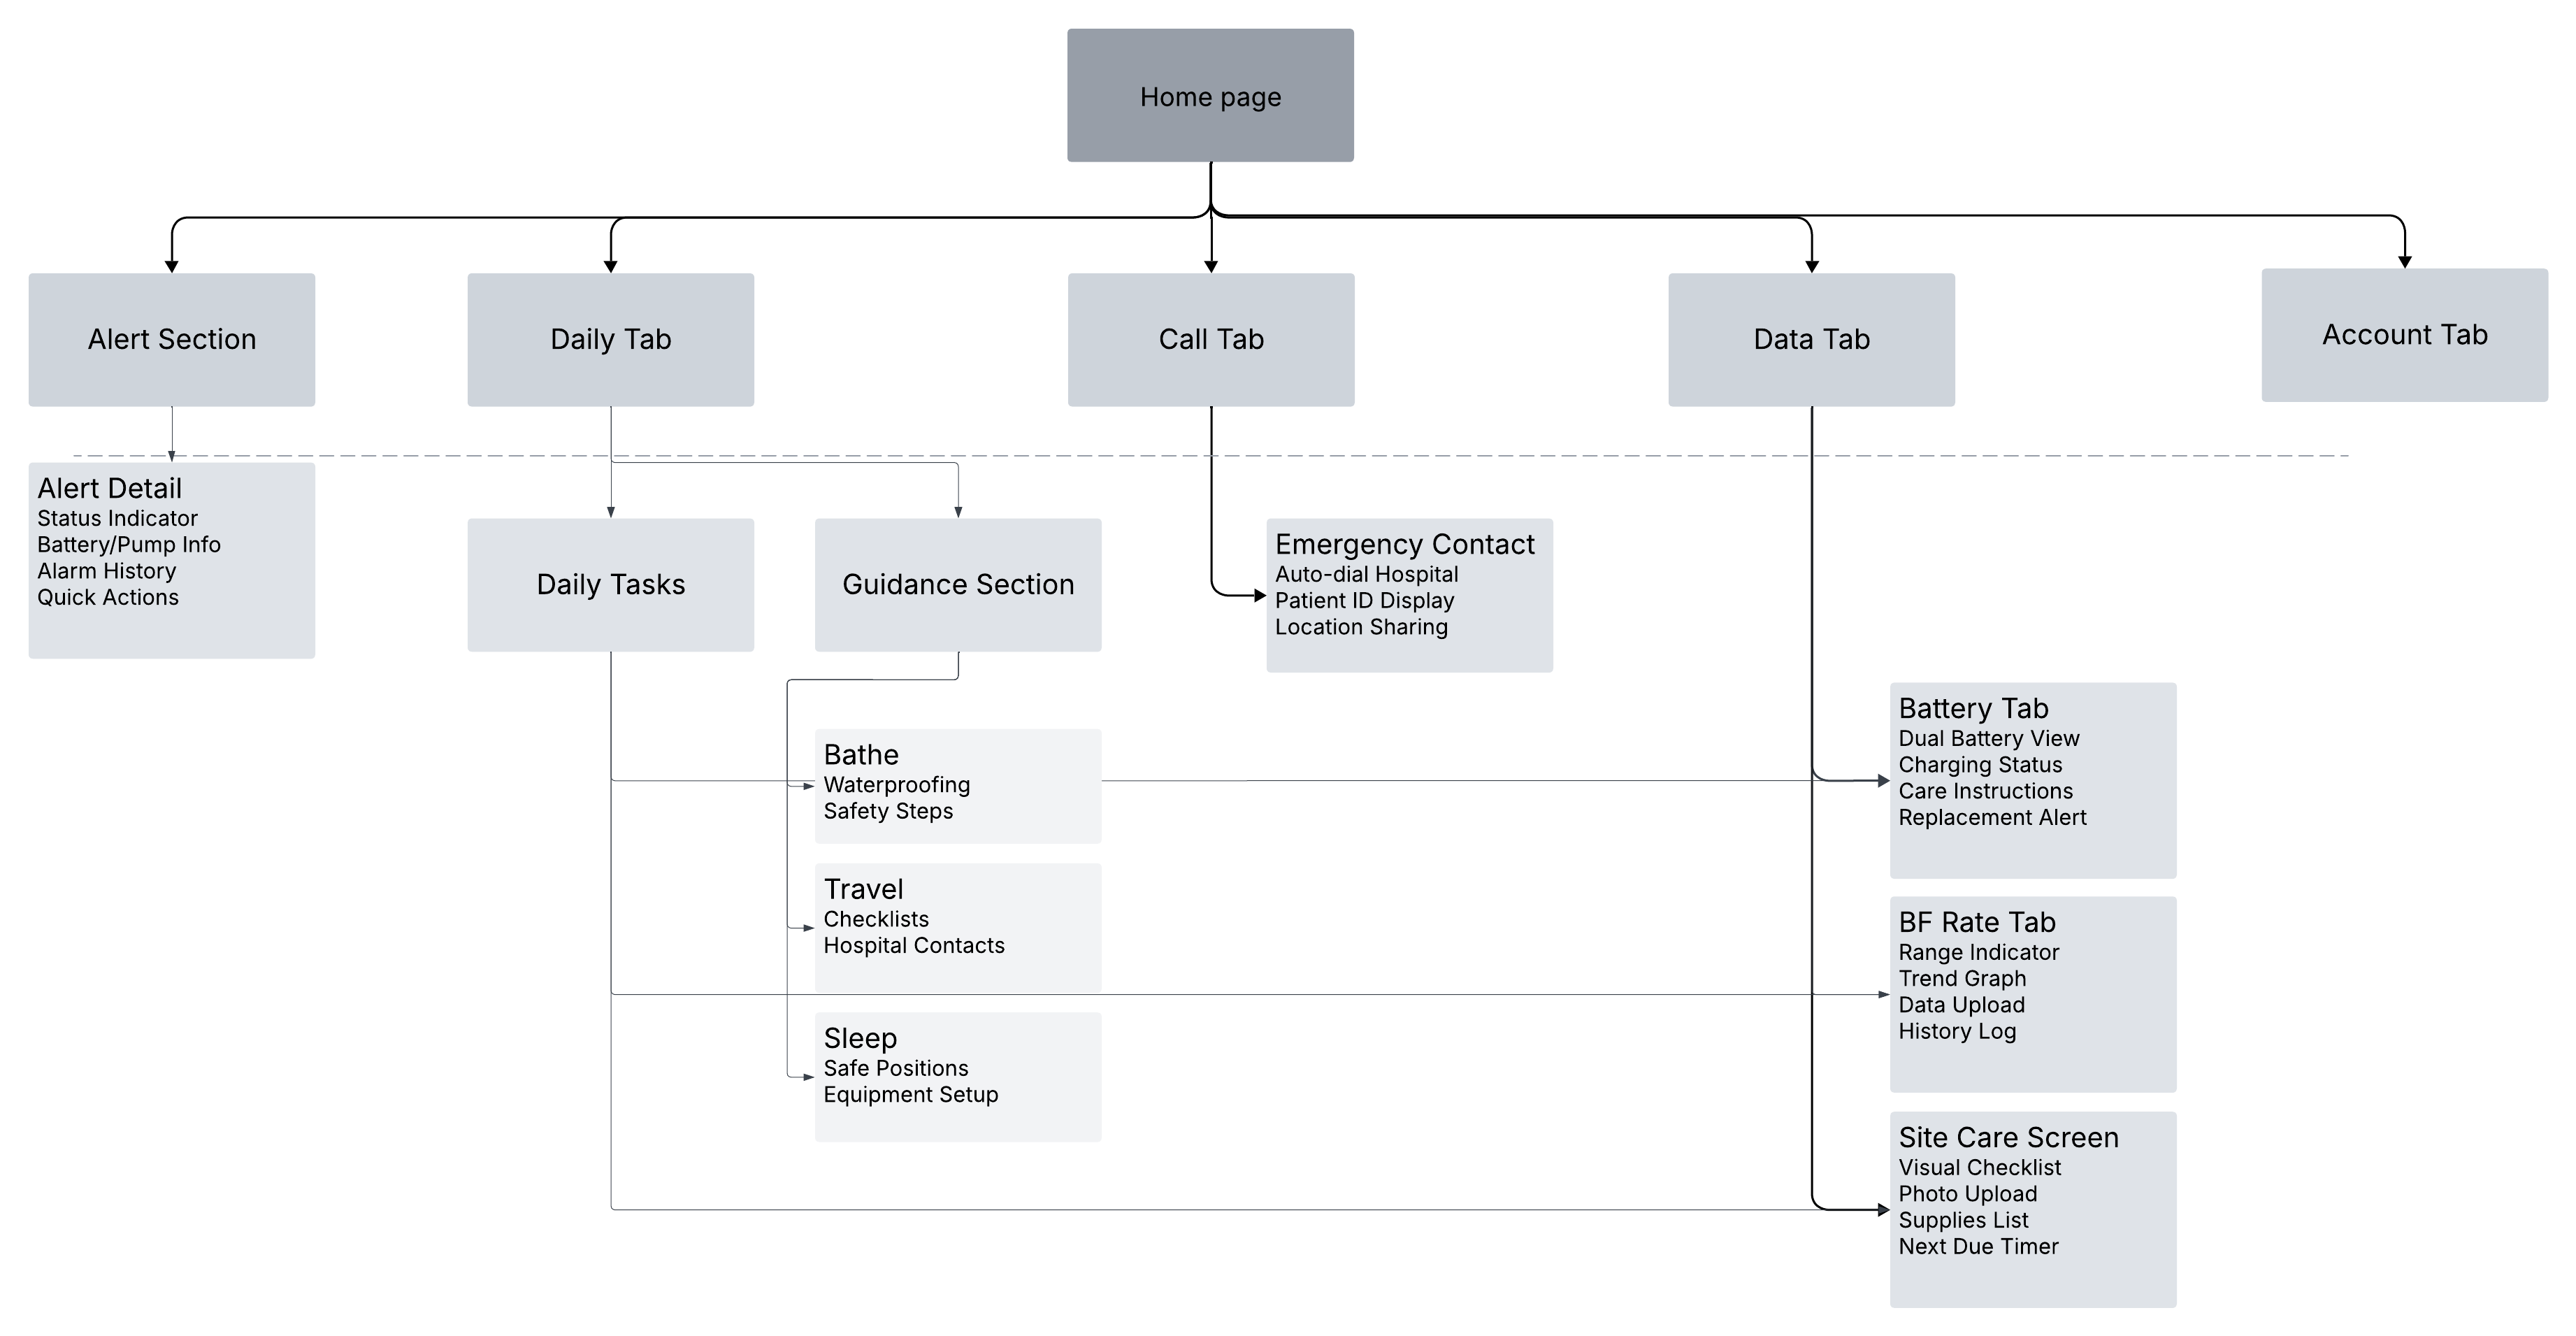 Home page
Alert Section
Daily Tab
Call Tab
Data Tab
Account Tab
Alert Detail
Status Indicator
Battery/Pump Info
Alarm History
Quick Actions
Daily Tasks
Guidance Section
Emergency Contact
Auto-dial Hospital
Patient ID Display
Location Sharing
Bathe
Waterproofing
Safety Steps
Travel
Checklists
Hospital Contacts
Sleep
Safe Positions
Equipment Setup
Battery Tab
Dual Battery View
Charging Status
Care Instructions
Replacement Alert
BF Rate Tab
Range Indicator
Trend Graph
Data Upload
History Log
Site Care Screen
Visual Checklist
Photo Upload
Supplies List
Next Due Timer